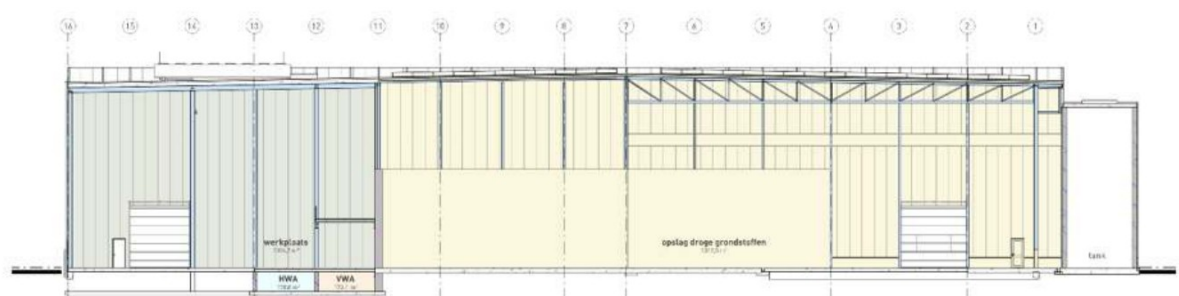 16 15 14 13 12 11 10 9 8 7 6 5 4 3 2 1
werkplaats
opslag droge grondstoffen
tank
HWA VWA